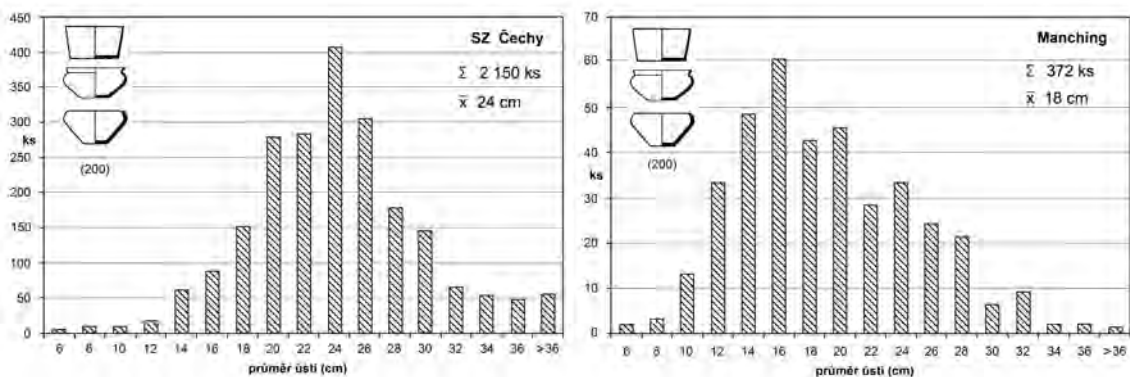 SZ Čechy
Σ 2 150 ks
x̄ 24 cm
(200)
ks
450
400
350
300
250
200
150
100
50
0
6 8 10 12 14 16 18 20 22 24 26 28 30 32 34 36 >36
průměr ústí (cm)
Manching
Σ 372 ks
x̄ 18 cm
(200)
ks
70
60
50
40
30
20
10
0
6 8 10 12 14 16 18 20 22 24 26 28 30 32 34 36 >36
průměr ústí (cm)